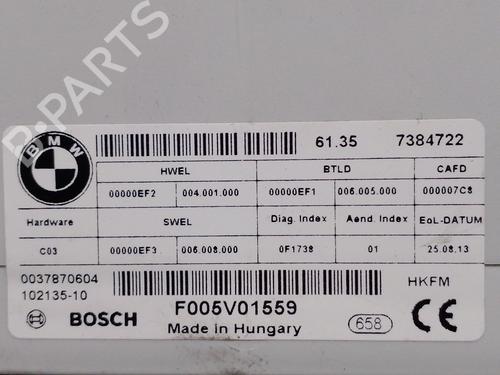 BMW
61.35 7384722
HWEL BTLD CAFD
00000EF2 004.001.000 00000EF1 006.005.000 000007C8
Hardware SWEL Diag. Index Aend. Index EoL-DATUM
C03 00000EF3 006.008.000 0F1738 01 25.08.13
0037870604 HKFM
102135-10
BOSCH F005V01559 658 CE
Made in Hungary
B-PARTS